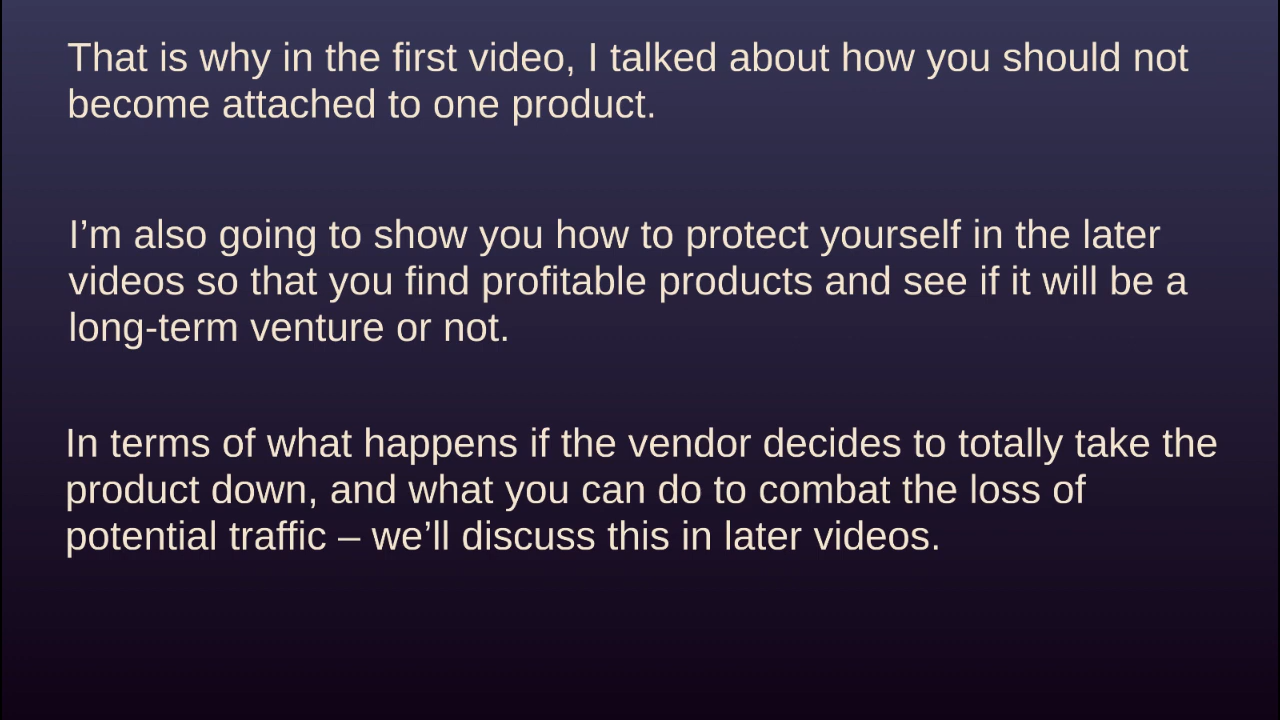 That is why in the first video, I talked about how you should not
become attached to one product.
I’m also going to show you how to protect yourself in the later
videos so that you find profitable products and see if it will be a
long-term venture or not.
In terms of what happens if the vendor decides to totally take the
product down, and what you can do to combat the loss of
potential traffic – we’ll discuss this in later videos.